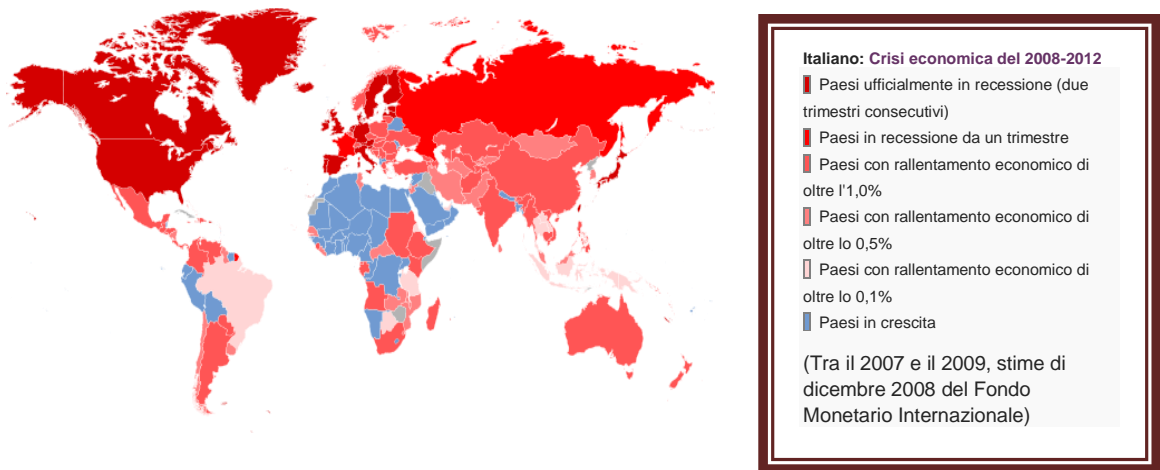 Italiano: Crisi economica del 2008-2012
Paesi ufficialmente in recessione (due
trimestri consecutivi)
Paesi in recessione da un trimestre
Paesi con rallentamento economico di
oltre l'1,0%
Paesi con rallentamento economico di
oltre lo 0,5%
Paesi con rallentamento economico di
oltre lo 0,1%
Paesi in crescita
(Tra il 2007 e il 2009, stime di
dicembre 2008 del Fondo
Monetario Internazionale)